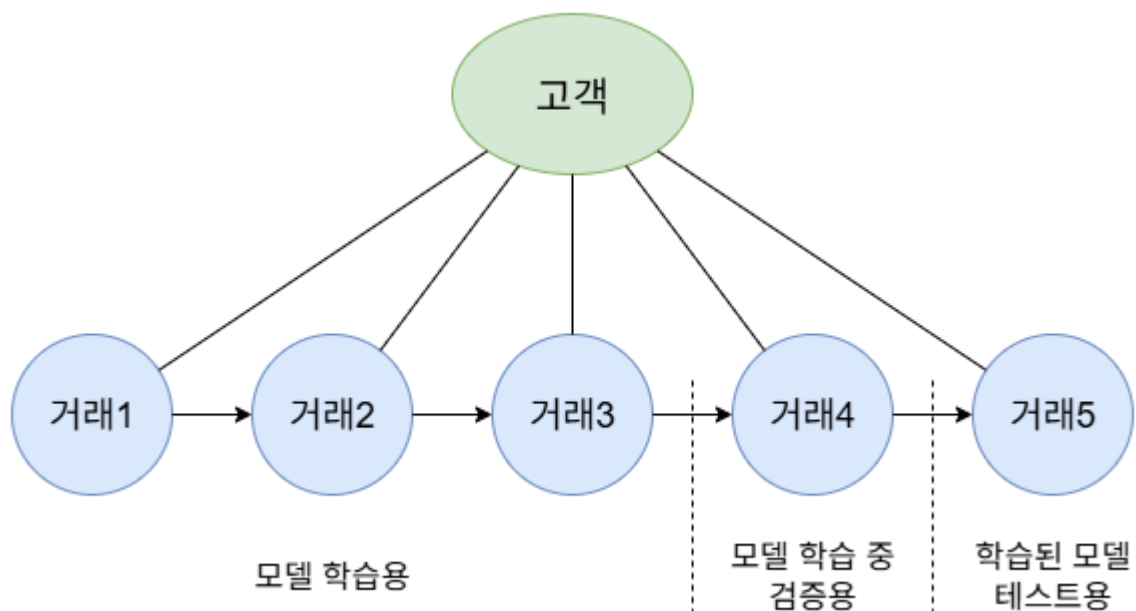 고객
거래1
거래2
거래3
거래4
거래5
모델 학습용
모델 학습 중
검증용
학습된 모델
테스트용